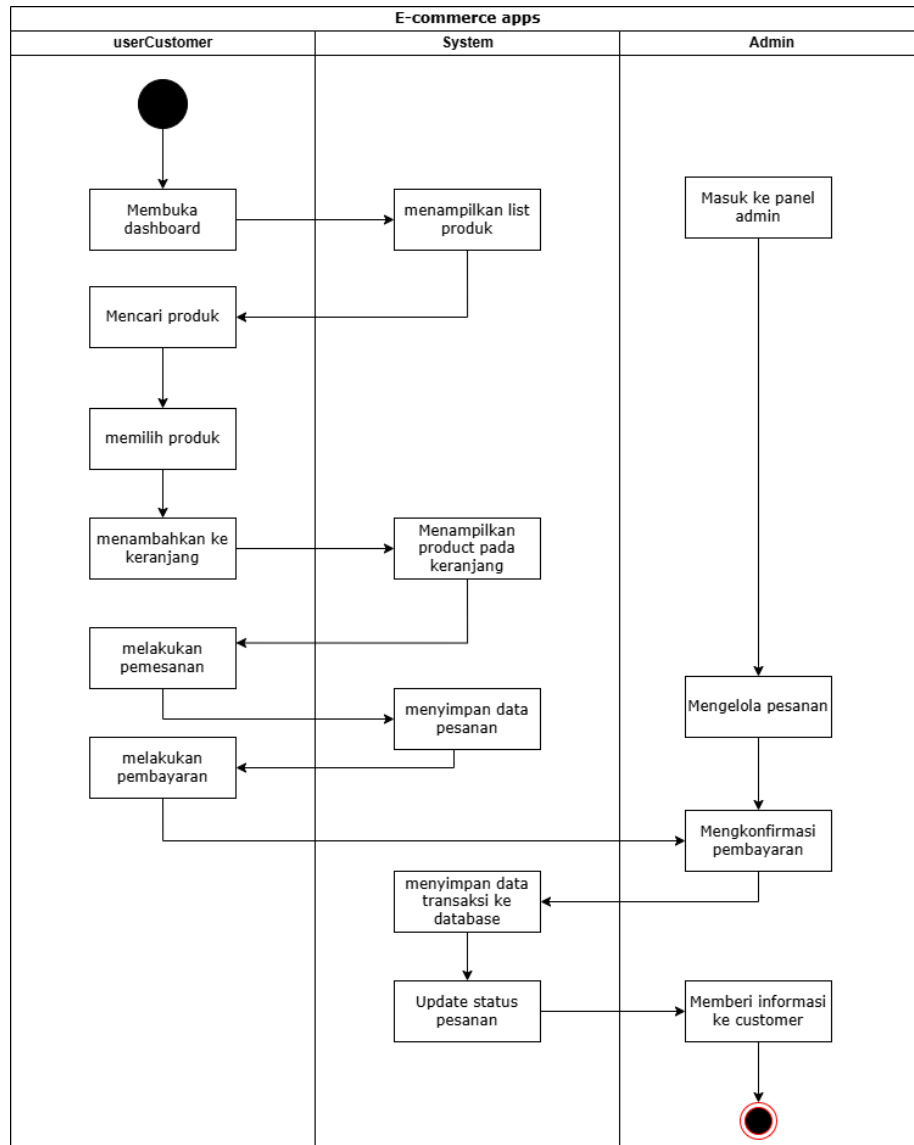 E-commerce apps
userCustomer
System
Admin
Membuka
dashboard
menampilkan list
produk
Masuk ke panel
admin
Mencari produk
memilih produk
menambahkan ke
keranjang
Menampilkan
product pada
keranjang
melakukan
pemesanan
menyimpan data
pesanan
Mengelola pesanan
melakukan
pembayaran
Mengkonfirmasi
pembayaran
menyimpan data
transaksi ke
database
Update status
pesanan
Memberi informasi
ke customer